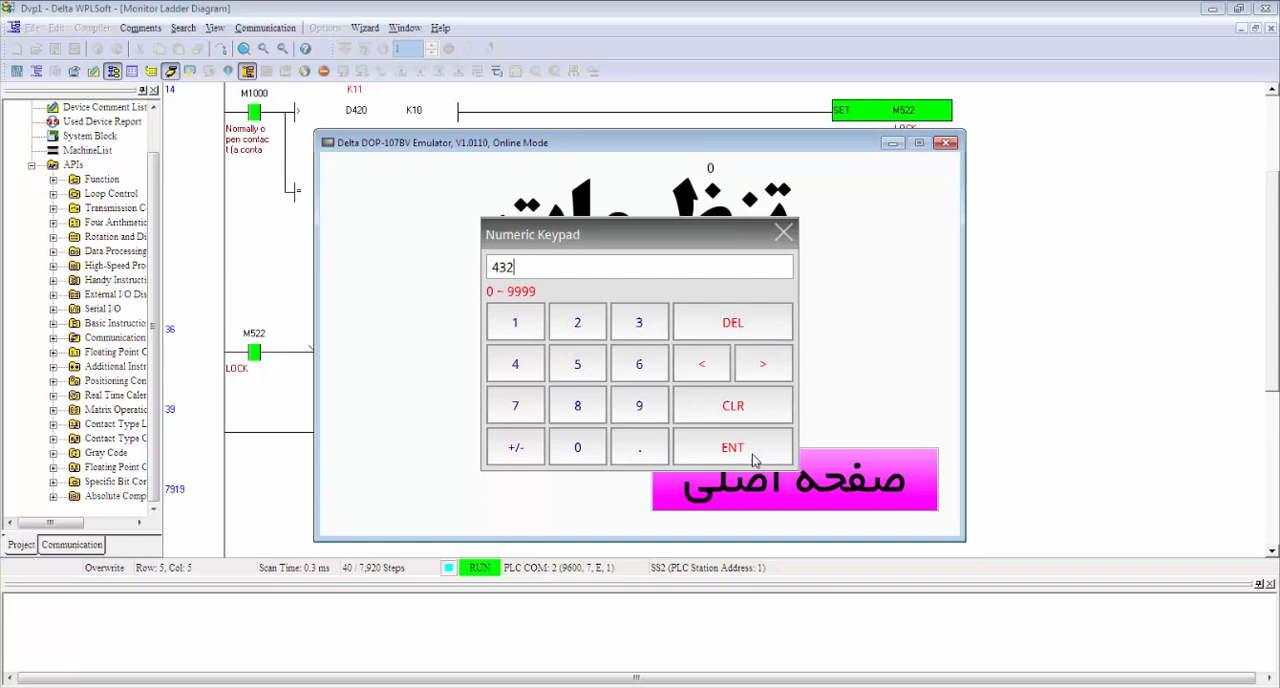 Dvp1 - Delta WPLSoft - [Monitor Ladder Diagram]
File Edit Compiler Comments Search View Communication Options Wizard Window Help
1
Device Comment List
Used Device Report
System Block
MachineList
APIs
Function
Loop Control
Transmission C
Four Arithmetic
Rotation and Di
Data Processing
High-Speed Pro
Handy Instructi
External I/O Dis
Serial I/O
Basic Instructio
Communication
Floating Point C
Additional Instr
Positioning Con
Real Time Caler
Matrix Operatio
Contact Type L
Contact Type C
Gray Code
Floating Point C
Specific Bit Cor
Absolute Comp
Project Communication
14
M1000
K11
D420 K10
SET M522
LOCK
Normally o
pen contac
t (a conta
36
M522
LOCK
39
7919
Delta DOP-107BV Emulator, V1.0110, Online Mode
0
تنظیمات
Numeric Keypad
432
0 ~ 9999
1 2 3 DEL
4 5 6 < >
7 8 9 CLR
+/- 0 . ENT
صفحه اصلی
Overwrite Row: 5, Col: 5 Scan Time: 0.3 ms 40 / 7,920 Steps RUN PLC COM: 2 (9600, 7, E, 1) SS2 (PLC Station Address: 1)